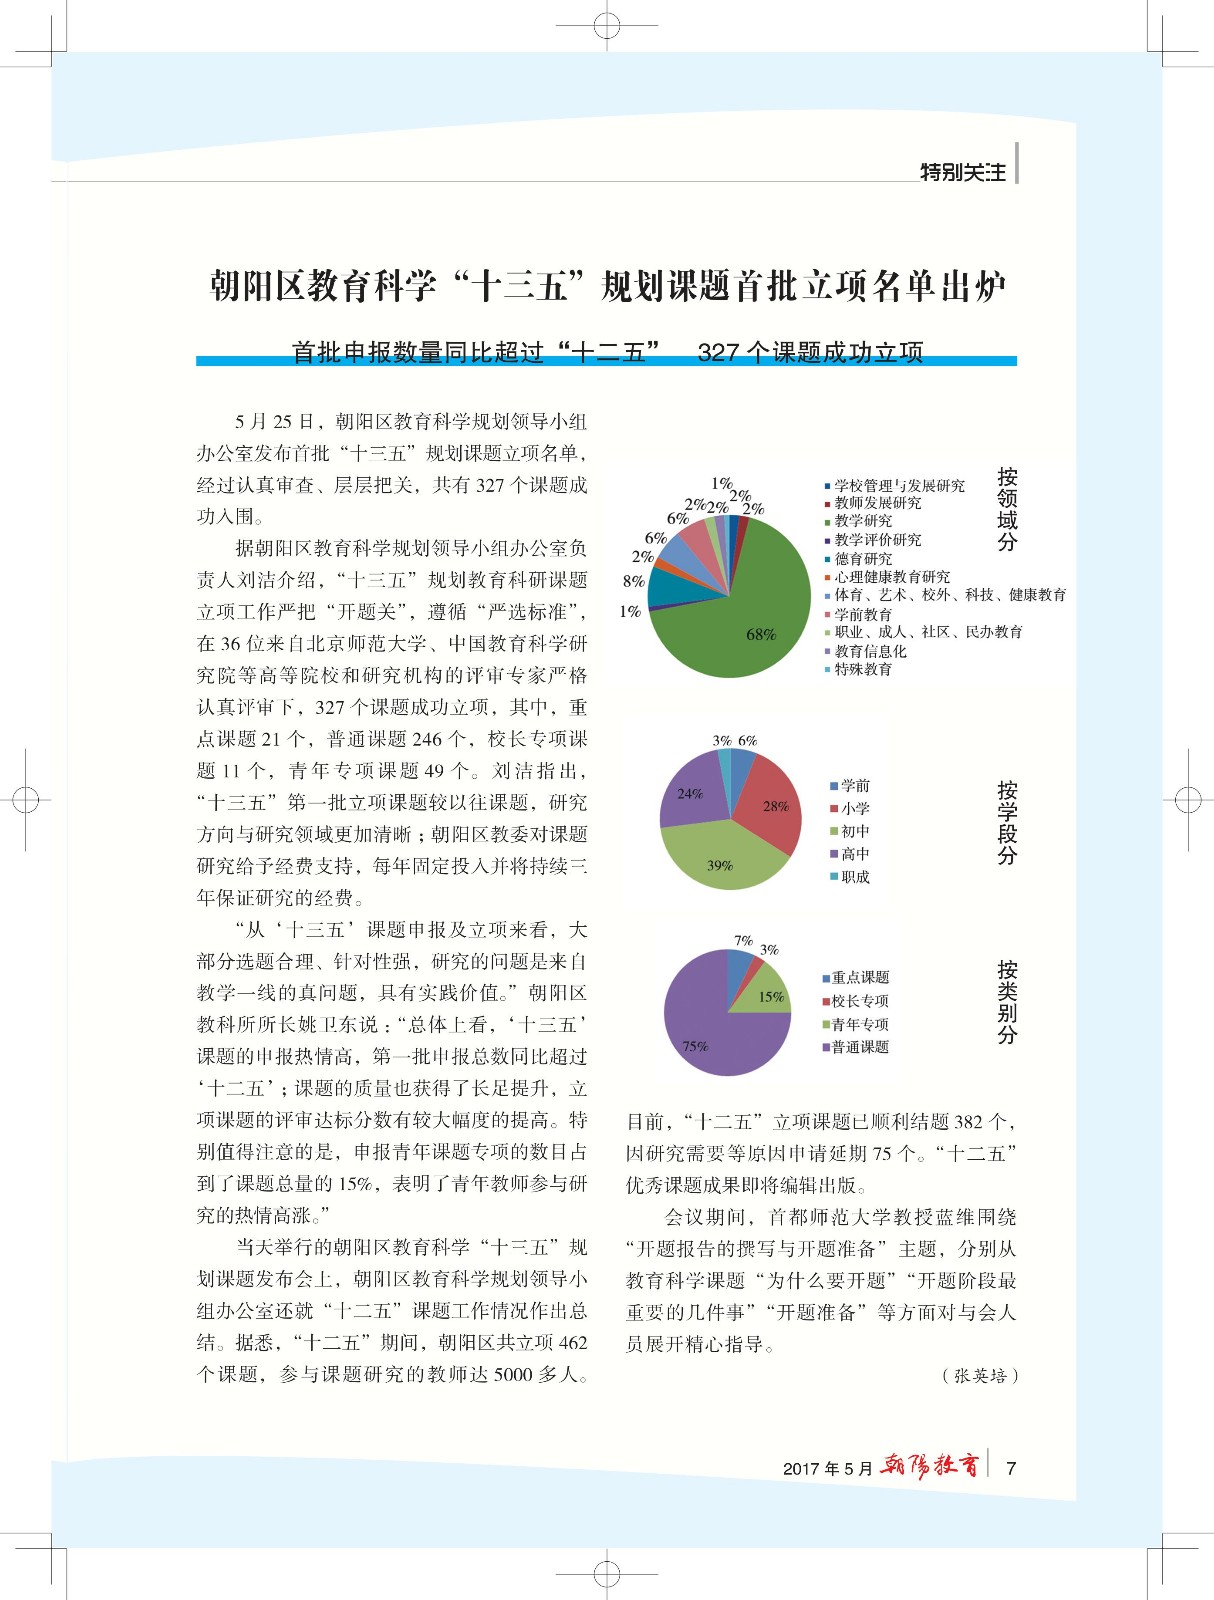 特别关注
朝阳区教育科学“十三五”规划课题首批立项名单出炉
首批申报数量同比超过“十二五”　327 个课题成功立项
5 月 25 日，朝阳区教育科学规划领导小组
办公室发布首批“十三五”规划课题立项名单，
经过认真审查、层层把关，共有 327 个课题成
功入围。
据朝阳区教育科学规划领导小组办公室负
责人刘洁介绍，“十三五”规划教育科研课题
立项工作严把“开题关”，遵循“严选标准”，
在 36 位来自北京师范大学、中国教育科学研
究院等高等院校和研究机构的评审专家严格
认真评审下，327 个课题成功立项，其中，重
点课题 21 个，普通课题 246 个，校长专项课
题 11 个，青年专项课题 49 个。刘洁指出，
“十三五”第一批立项课题较以往课题，研究
方向与研究领域更加清晰；朝阳区教委对课题
研究给予经费支持，每年固定投入并将持续三
年保证研究的经费。
“从‘十三五’课题申报及立项来看，大
部分选题合理、针对性强，研究的问题是来自
教学一线的真问题，具有实践价值。”朝阳区
教科所所长姚卫东说：“总体上看，‘十三五’
课题的申报热情高，第一批申报总数同比超过
‘十二五’；课题的质量也获得了长足提升，立
项课题的评审达标分数有较大幅度的提高。特
别值得注意的是，申报青年课题专项的数目占
到了课题总量的 15%，表明了青年教师参与研
究的热情高涨。”
当天举行的朝阳区教育科学“十三五”规
划课题发布会上，朝阳区教育科学规划领导小
组办公室还就“十二五”课题工作情况作出总
结。据悉，“十二五”期间，朝阳区共立项 462
个课题，参与课题研究的教师达 5000 多人。
按领域分
1%
2%
2%
2%
2%
6%
6%
2%
8%
1%
68%
学校管理与发展研究
教师发展研究
教学研究
教学评价研究
德育研究
心理健康教育研究
体育、艺术、校外、科技、健康教育
学前教育
职业、成人、社区、民办教育
教育信息化
特殊教育
按学段分
3%
6%
24%
28%
39%
学前
小学
初中
高中
职成
按类别分
7%
3%
15%
75%
重点课题
校长专项
青年专项
普通课题
目前，“十二五”立项课题已顺利结题 382 个，
因研究需要等原因申请延期 75 个。“十二五”
优秀课题成果即将编辑出版。
会议期间，首都师范大学教授蓝维围绕
“开题报告的撰写与开题准备”主题，分别从
教育科学课题“为什么要开题”“开题阶段最
重要的几件事”“开题准备”等方面对与会人
员展开精心指导。
（张英培）
2017 年 5 月 朝陽教育 7